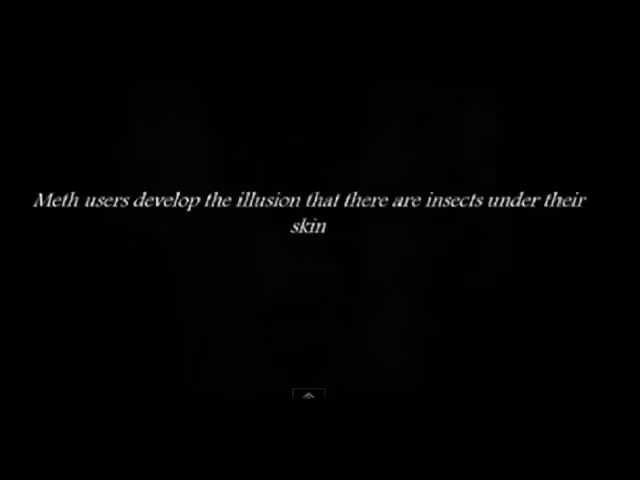 Meth users develop the illusion that there are insects under their
skin